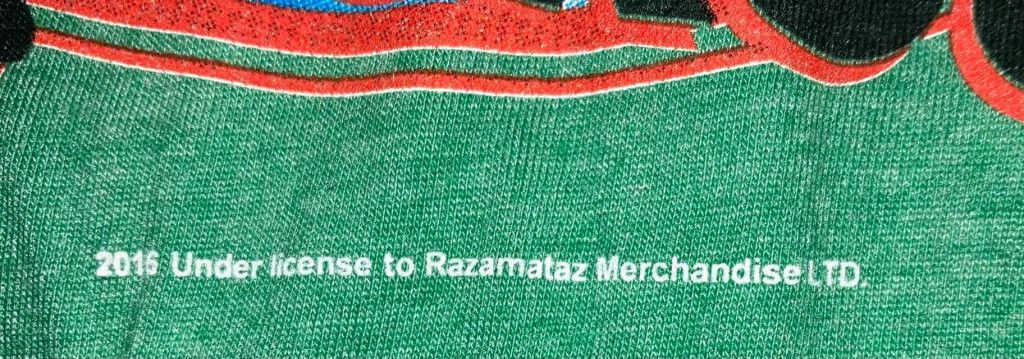 2016 Under license to Razamataz Merchandise LTD.